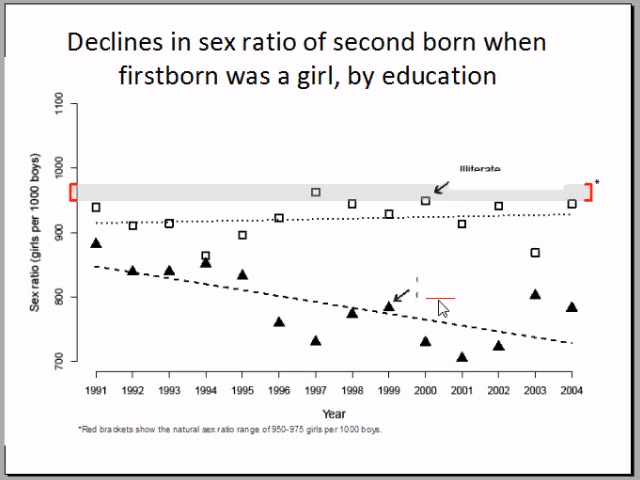 Declines in sex ratio of second born when
firstborn was a girl, by education
Sex ratio (girls per 1000 boys)
1100
1000
900
800
700
Illiterate
*
1991 1992 1993 1994 1995 1996 1997 1998 1999 2000 2001 2002 2003 2004
Year
*Red brackets show the natural sex ratio range of 950-975 girls per 1000 boys.